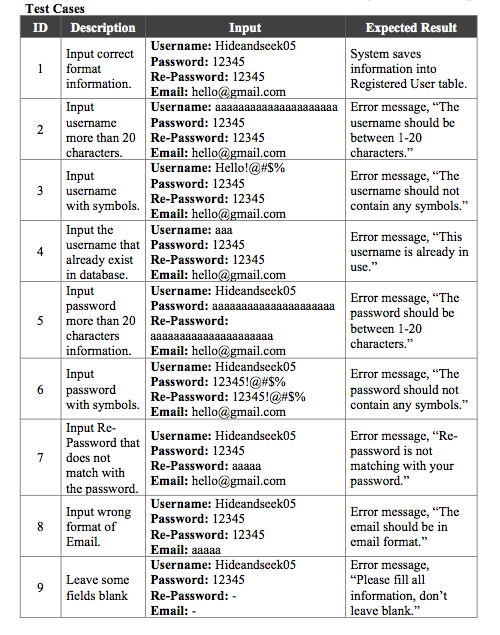 Test Cases
ID Description Input Expected Result
1
Input correct
format
information.
Username: Hideandseek05
Password: 12345
Re-Password: 12345
Email: hello@gmail.com
System saves
information into
Registered User table.
2
Input
username
more than 20
characters.
Username: aaaaaaaaaaaaaaaaaaaaa
Password: 12345
Re-Password: 12345
Email: hello@gmail.com
Error message, “The
username should be
between 1-20
characters.”
3
Input
username
with symbols.
Username: Hello!@#$%
Password: 12345
Re-Password: 12345
Email: hello@gmail.com
Error message, “The
username should not
contain any symbols.”
4
Input the
username that
already exist
in database.
Username: aaa
Password: 12345
Re-Password: 12345
Email: hello@gmail.com
Error message, “This
username is already in
use.”
5
Input
password
more than 20
characters
information.
Username: Hideandseek05
Password: aaaaaaaaaaaaaaaaaaaaa
Re-Password:
aaaaaaaaaaaaaaaaaaaaa
Email: hello@gmail.com
Error message, “The
password should be
between 1-20
characters.”
6
Input
password
with symbols.
Username: Hideandseek05
Password: 12345!@#$%
Re-Password: 12345!@#$%
Email: hello@gmail.com
Error message, “The
password should not
contain any symbols.”
7
Input Re-
Password that
does not
match with
the password.
Username: Hideandseek05
Password: 12345
Re-Password: aaaaa
Email: hello@gmail.com
Error message, “Re-
password is not
matching with your
password.”
8
Input wrong
format of
Email.
Username: Hideandseek05
Password: 12345
Re-Password: 12345
Email: aaaaa
Error message, “The
email should be in
email format.”
9
Leave some
fields blank
Username: Hideandseek05
Password: 12345
Re-Password: -
Email: -
Error message,
“Please fill all
information, don’t
leave blank.”